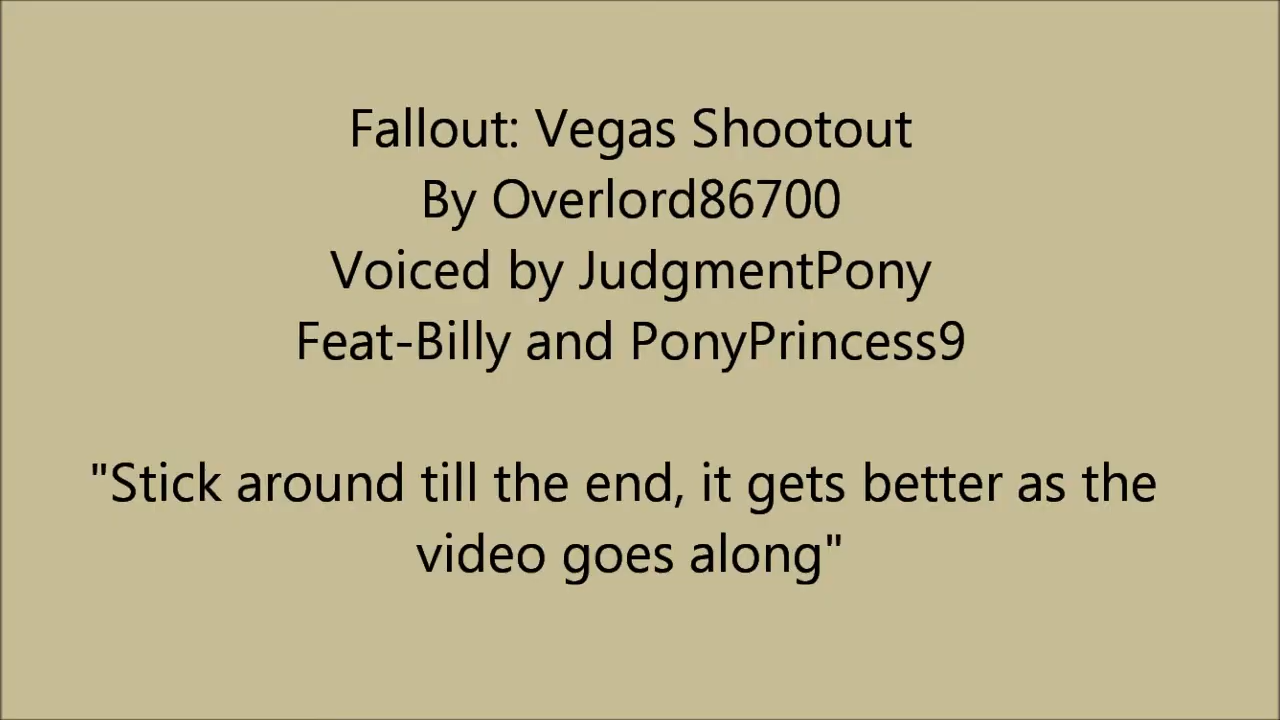 Fallout: Vegas Shootout
By Overlord86700
Voiced by JudgmentPony
Feat-Billy and PonyPrincess9
"Stick around till the end, it gets better as the
video goes along"